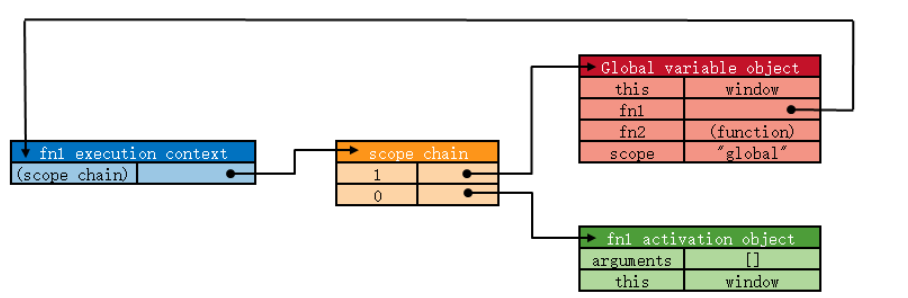 Global variable object
this window
fn1
fn2 (function)
scope "global"
fn1 execution context
(scope chain)
scope chain
1
0
fn1 activation object
arguments []
this window